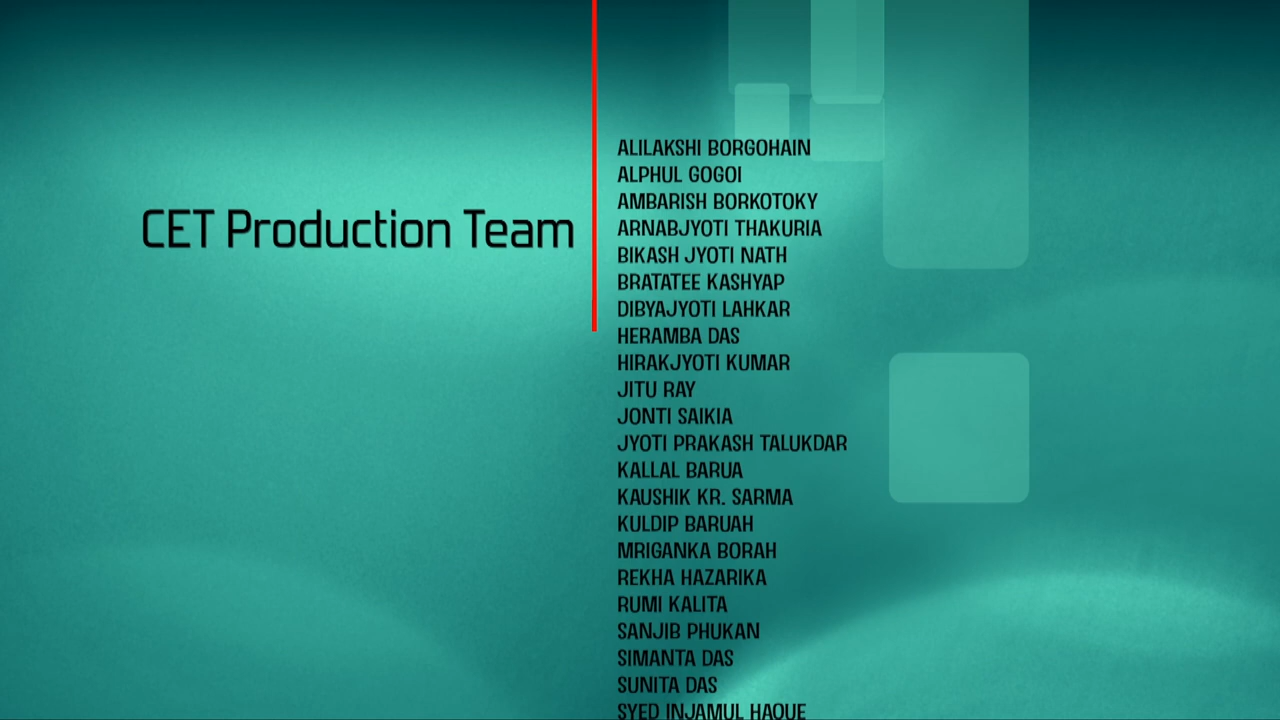 CET Production Team
ALILAKSHI BORGOHAIN
ALPHUL GOGOI
AMBARISH BORKOTOKY
ARNABJYOTI THAKURIA
BIKASH JYOTI NATH
BRATATEE KASHYAP
DIBYAJYOTI LAHKAR
HERAMBA DAS
HIRAKJYOTI KUMAR
JITU RAY
JONTI SAIKIA
JYOTI PRAKASH TALUKDAR
KALLAL BARUA
KAUSHIK KR. SARMA
KULDIP BARUAH
MRIGANKA BORAH
REKHA HAZARIKA
RUMI KALITA
SANJIB PHUKAN
SIMANTA DAS
SUNITA DAS
SYED INJAMUL HAQUE